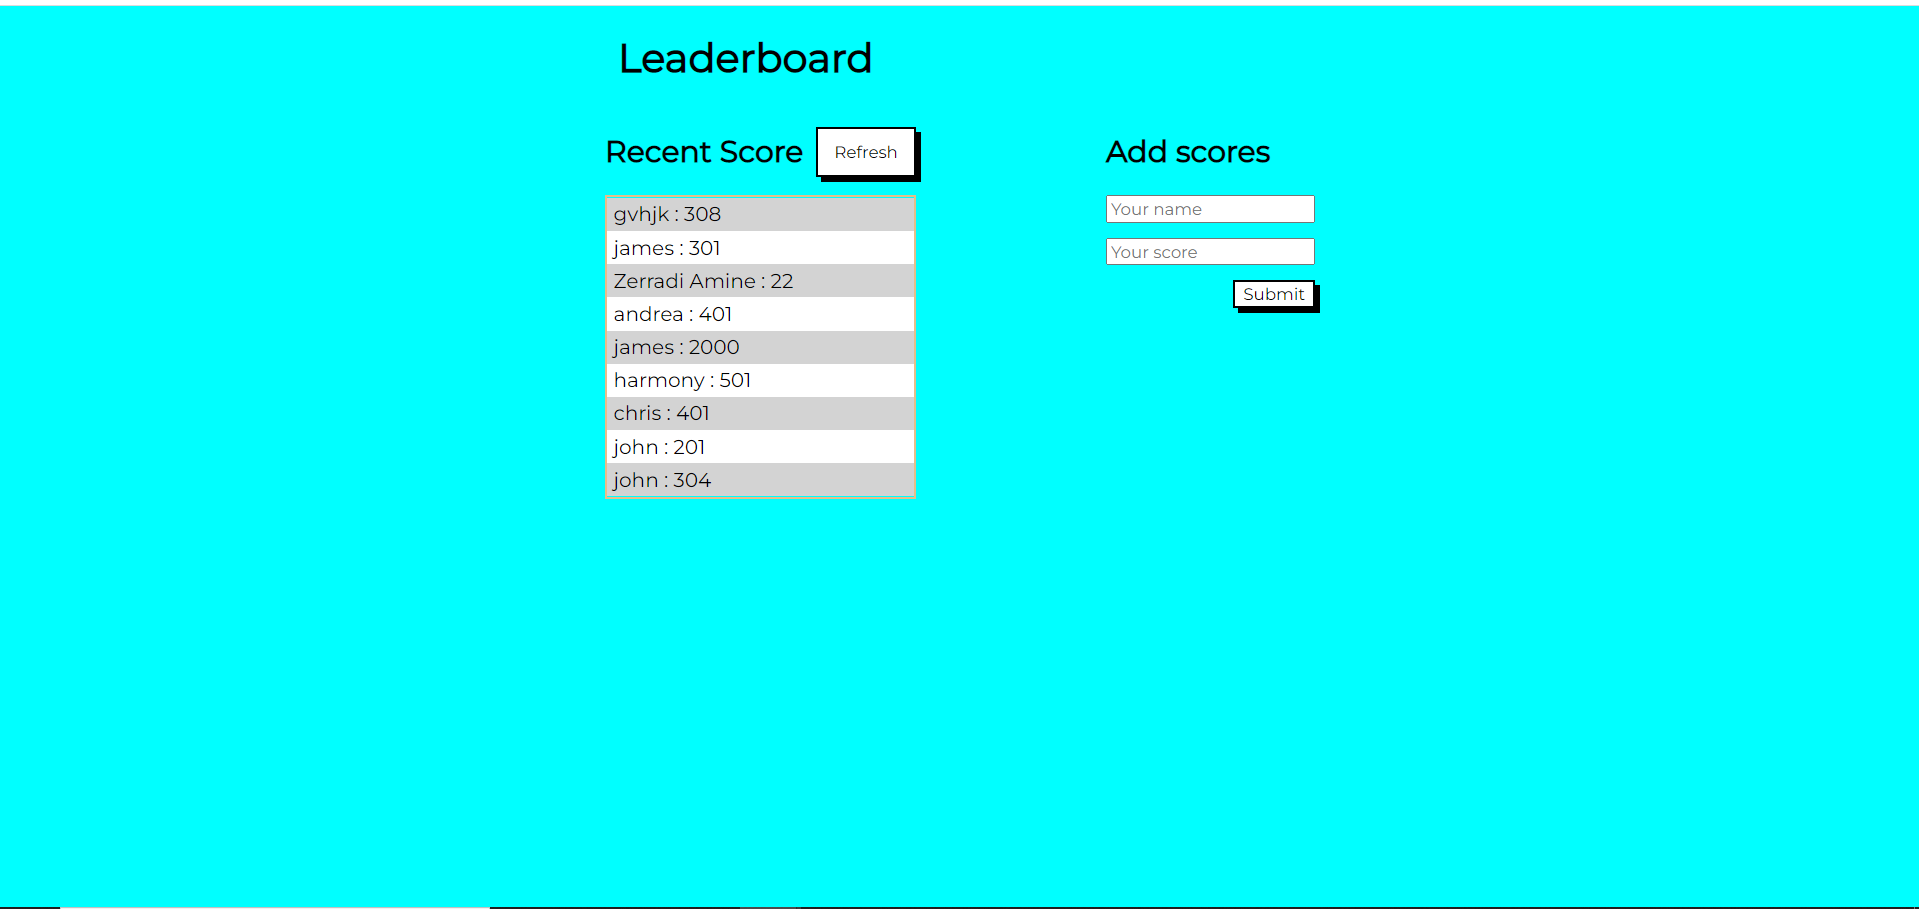 Leaderboard
Recent Score
Refresh
gvhjk : 308
james : 301
Zerradi Amine : 22
andrea : 401
james : 2000
harmony : 501
chris : 401
john : 201
john : 304
Add scores
Your name
Your score
Submit